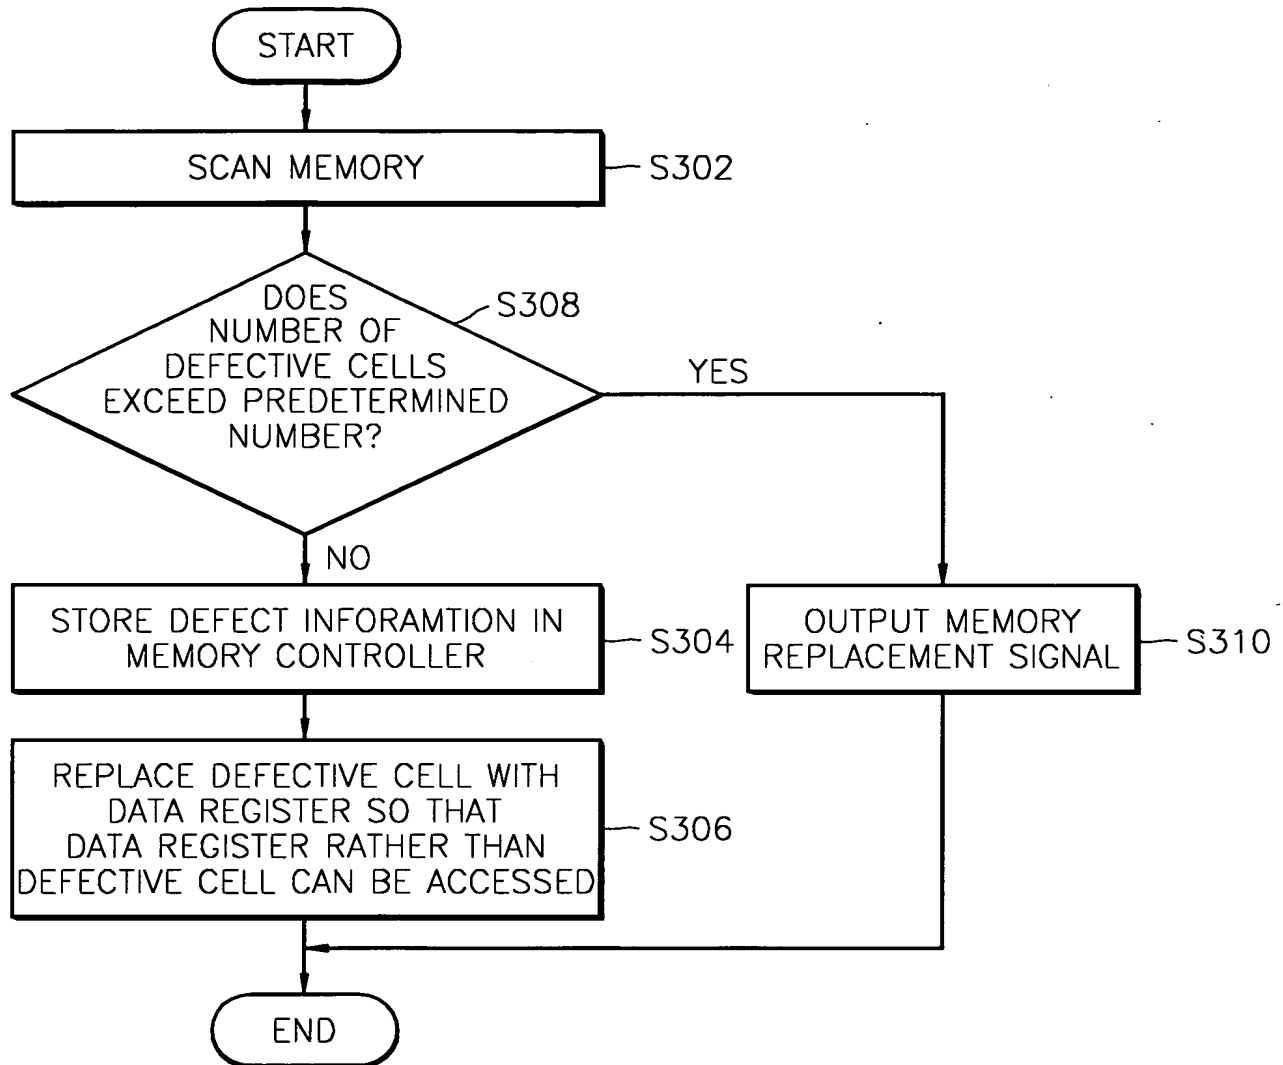 START
SCAN MEMORY
S302
DOES
NUMBER OF
DEFECTIVE CELLS
EXCEED PREDETERMINED
NUMBER?
S308
YES
NO
STORE DEFECT INFORAMTION IN
MEMORY CONTROLLER
S304
OUTPUT MEMORY
REPLACEMENT SIGNAL
S310
REPLACE DEFECTIVE CELL WITH
DATA REGISTER SO THAT
DATA REGISTER RATHER THAN
DEFECTIVE CELL CAN BE ACCESSED
S306
END